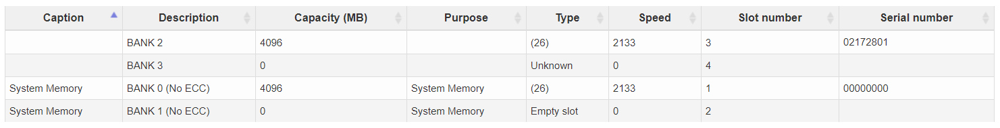 Caption Description Capacity (MB) Purpose Type Speed Slot number Serial number
BANK 2 4096 (26) 2133 3 02172801
BANK 3 0 Unknown 0 4
System Memory BANK 0 (No ECC) 4096 System Memory (26) 2133 1 00000000
System Memory BANK 1 (No ECC) 0 System Memory Empty slot 0 2